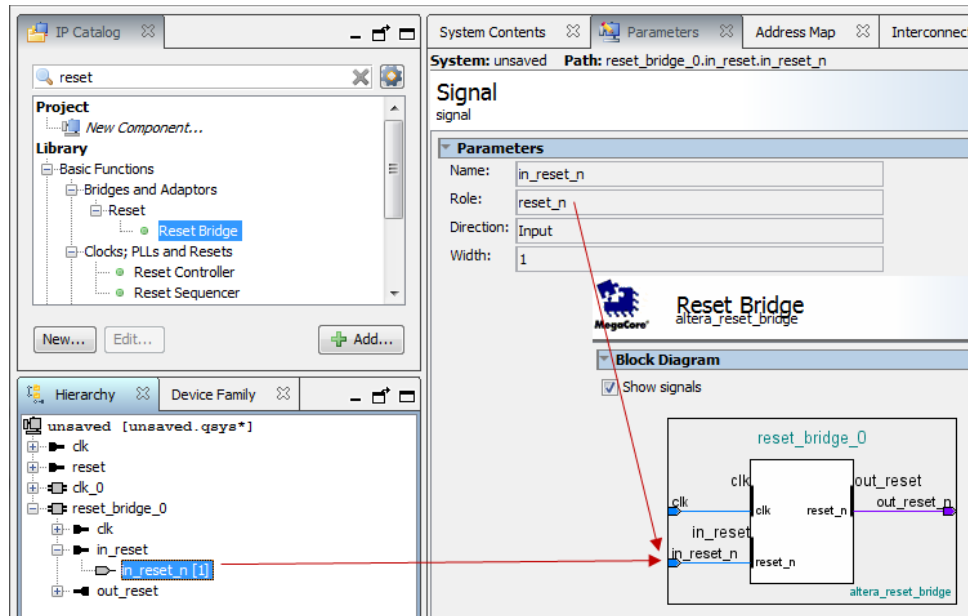 IP Catalog
reset
Project
New Component...
Library
Basic Functions
Bridges and Adaptors
Reset
Reset Bridge
Clocks; PLLs and Resets
Reset Controller
Reset Sequencer
New...
Edit...
Add...
Hierarchy
Device Family
unsaved [unsaved.qsys*]
clk
reset
clk_0
reset_bridge_0
clk
in_reset
in_reset_n [1]
out_reset
System Contents
Parameters
Address Map
Interconnect
System: unsaved Path: reset_bridge_0.in_reset.in_reset_n
Signal
signal
Parameters
Name: in_reset_n
Role: reset_n
Direction: Input
Width: 1
MegaCore'
Reset Bridge
altera_reset_bridge
Block Diagram
Show signals
reset_bridge_0
clk
out_reset
clk
out_reset_n
clk
reset_n
in_reset
in_reset_n
reset_n
altera_reset_bridge